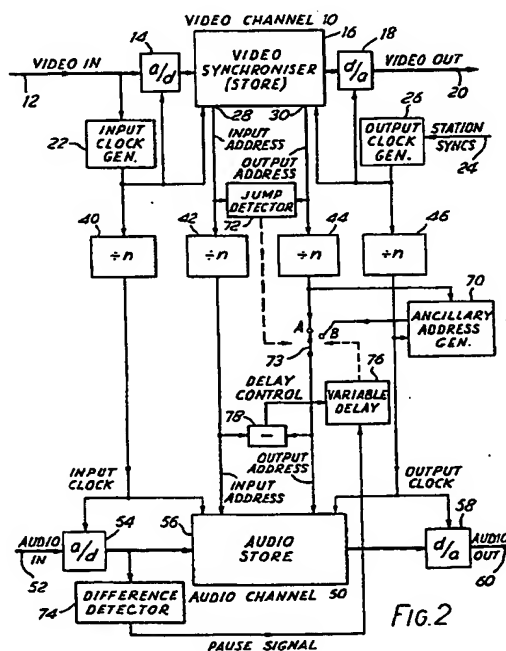 VIDEO CHANNEL 10
14
16
18
VIDEO IN
a/d
VIDEO
SYNCHRONISER
(STORE)
d/a
VIDEO OUT
12
20
28
30
26
22
INPUT
CLOCK
GEN.
INPUT
ADDRESS
OUTPUT
ADDRESS
OUTPUT
CLOCK
GEN.
STATION
SYNCS
24
JUMP
DETECTOR
72
40
42
44
46
÷n
÷n
÷n
÷n
70
A
B
73
ANCILLARY
ADDRESS
GEN.
DELAY
CONTROL
76
78
−
VARIABLE
DELAY
INPUT
CLOCK
INPUT
ADDRESS
OUTPUT
ADDRESS
OUTPUT
CLOCK
54
56
58
AUDIO
IN
a/d
AUDIO
STORE
d/a
AUDIO
OUT
52
60
AUDIO CHANNEL 50
74
DIFFERENCE
DETECTOR
PAUSE SIGNAL
FIG.2